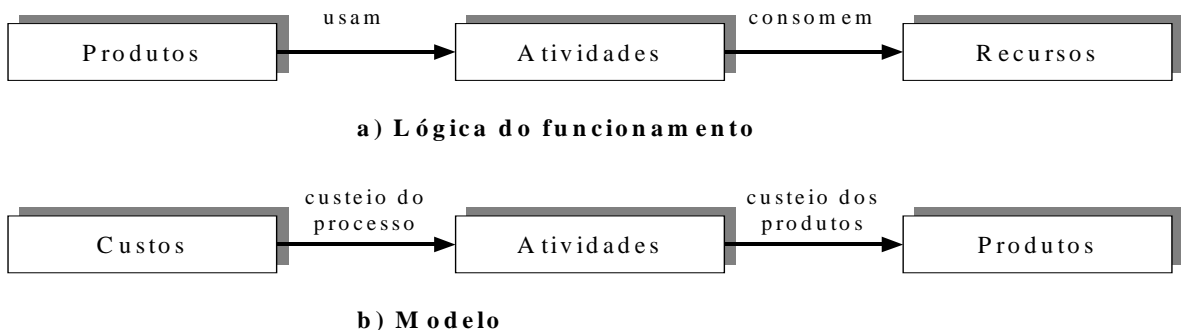 usam
consomem
Produtos
Atividades
Recursos
a) Lógica do funcionamento
custeio do
processo
custeio dos
produtos
Custos
Atividades
Produtos
b) Modelo